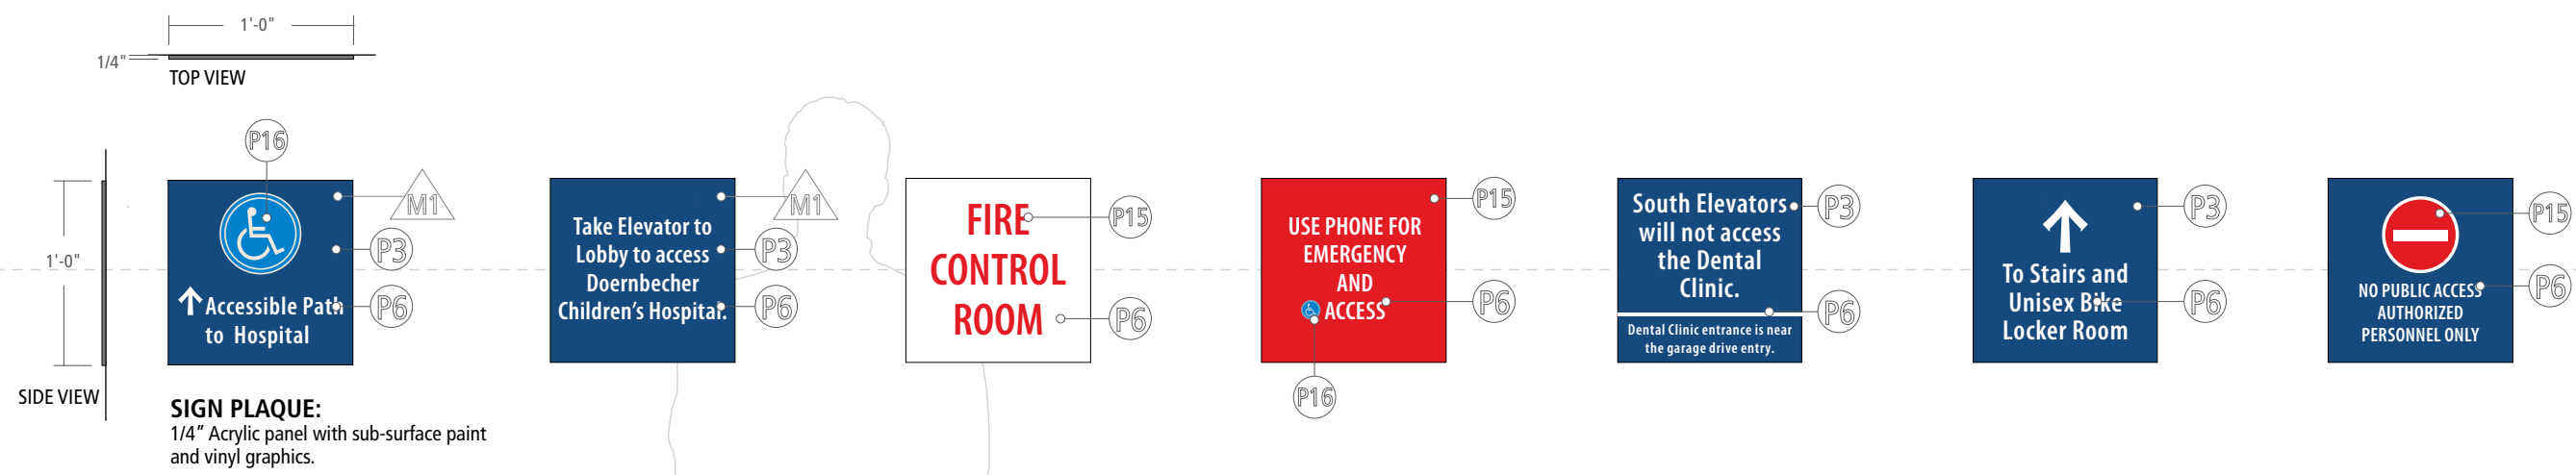 1'-0"
1/4"
TOP VIEW
1'-0"
SIDE VIEW
P16
M1
P3
P6
Accessible Path
to Hospital
SIGN PLAQUE:
1/4" Acrylic panel with sub-surface paint
and vinyl graphics.
Take Elevator to
Lobby to access
Doernbecher
Children's Hospital.
M1
P3
P6
FIRE
CONTROL
ROOM
P15
P6
USE PHONE FOR
EMERGENCY
AND
ACCESS
P15
P6
P16
South Elevators
will not access
the Dental
Clinic.
Dental Clinic entrance is near
the garage drive entry.
P3
P6
To Stairs and
Unisex Bike
Locker Room
P3
P6
NO PUBLIC ACCESS
AUTHORIZED
PERSONNEL ONLY
P15
P6